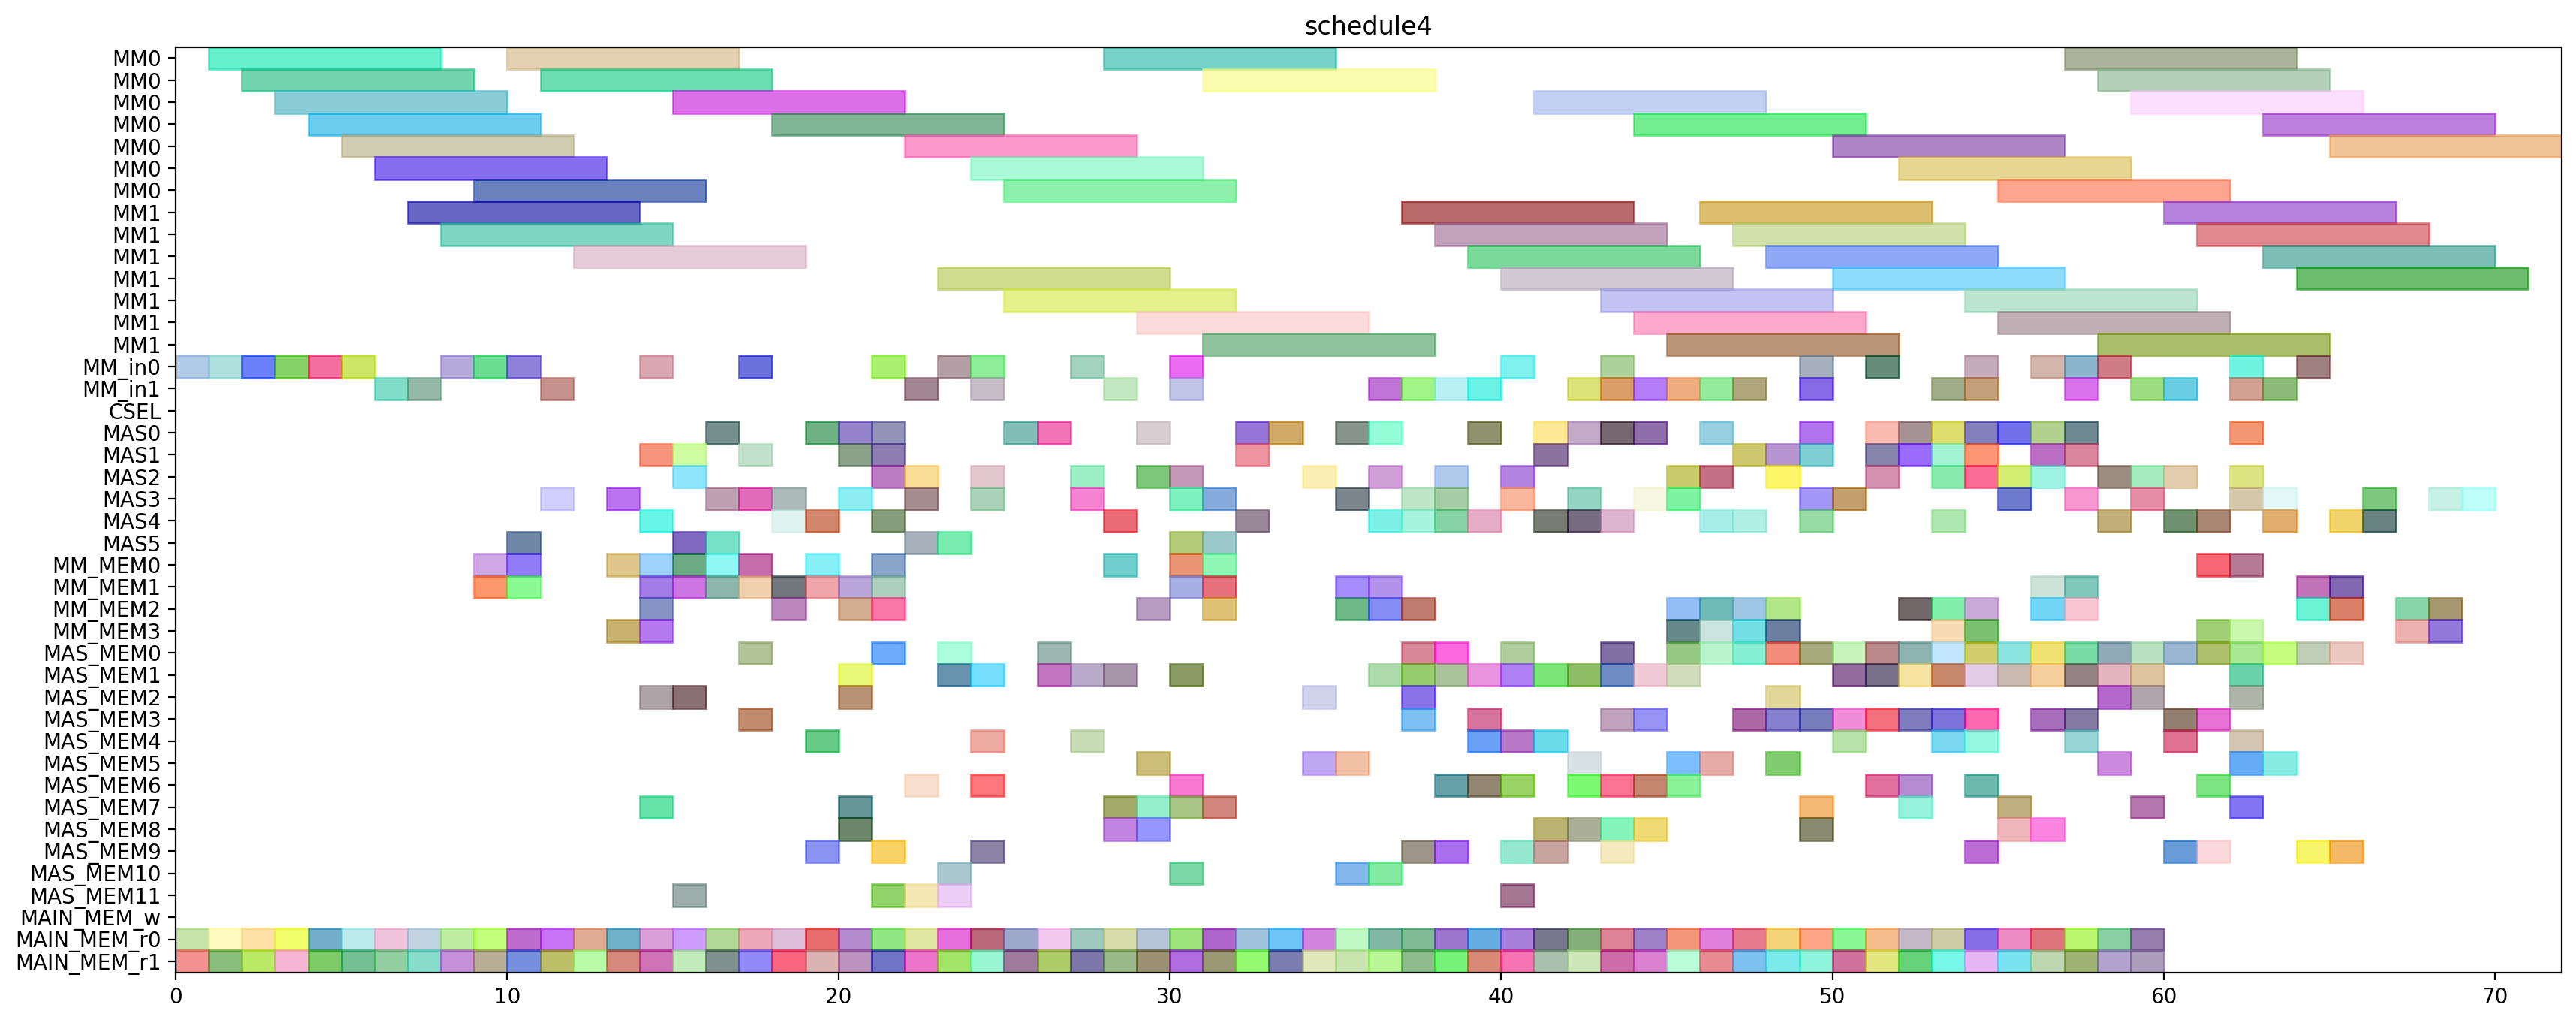 schedule4
MM0
MM0
MM0
MM0
MM0
MM0
MM0
MM1
MM1
MM1
MM1
MM1
MM1
MM1
MM_in0
MM_in1
CSEL
MAS0
MAS1
MAS2
MAS3
MAS4
MAS5
MM_MEM0
MM_MEM1
MM_MEM2
MM_MEM3
MAS_MEM0
MAS_MEM1
MAS_MEM2
MAS_MEM3
MAS_MEM4
MAS_MEM5
MAS_MEM6
MAS_MEM7
MAS_MEM8
MAS_MEM9
MAS_MEM10
MAS_MEM11
MAIN_MEM_w
MAIN_MEM_r0
MAIN_MEM_r1
0 10 20 30 40 50 60 70